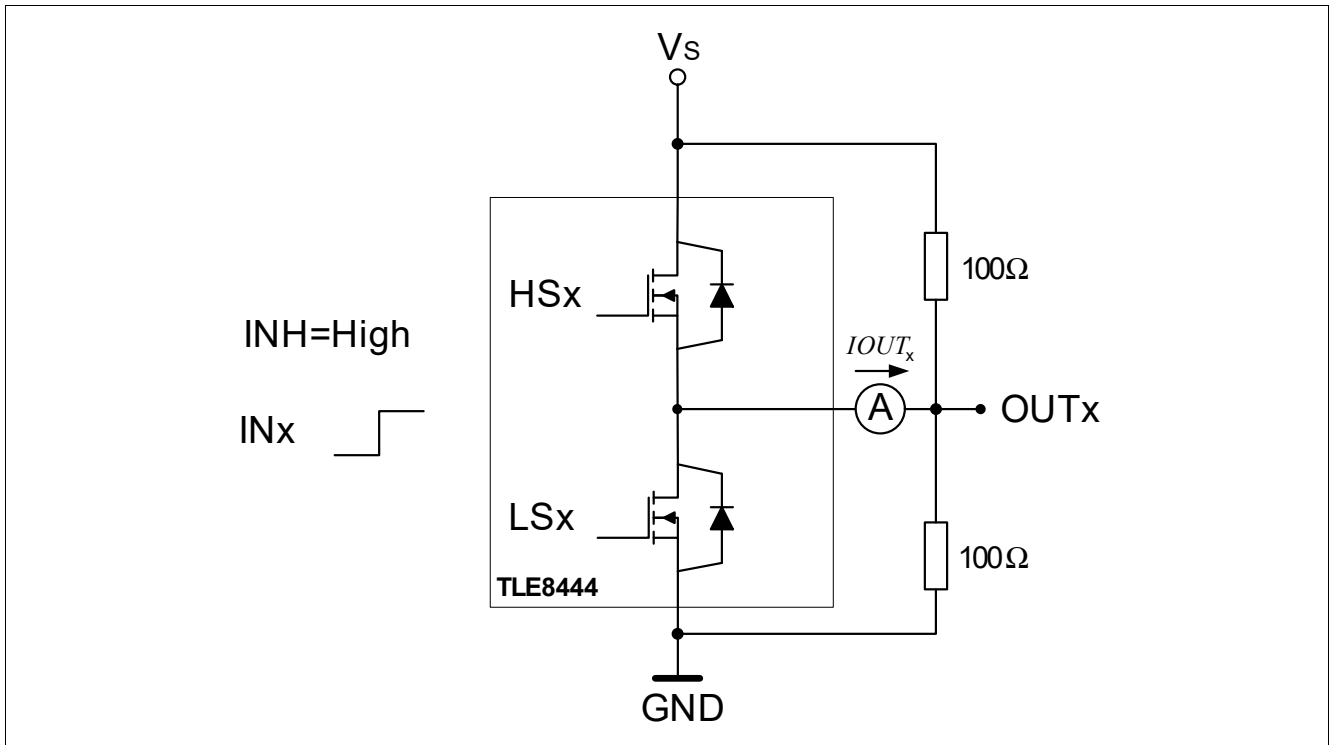 VS
100Ω
HSx
INH=High
IOUTx
A
OUTx
INx
LSx
100Ω
TLE8444
GND